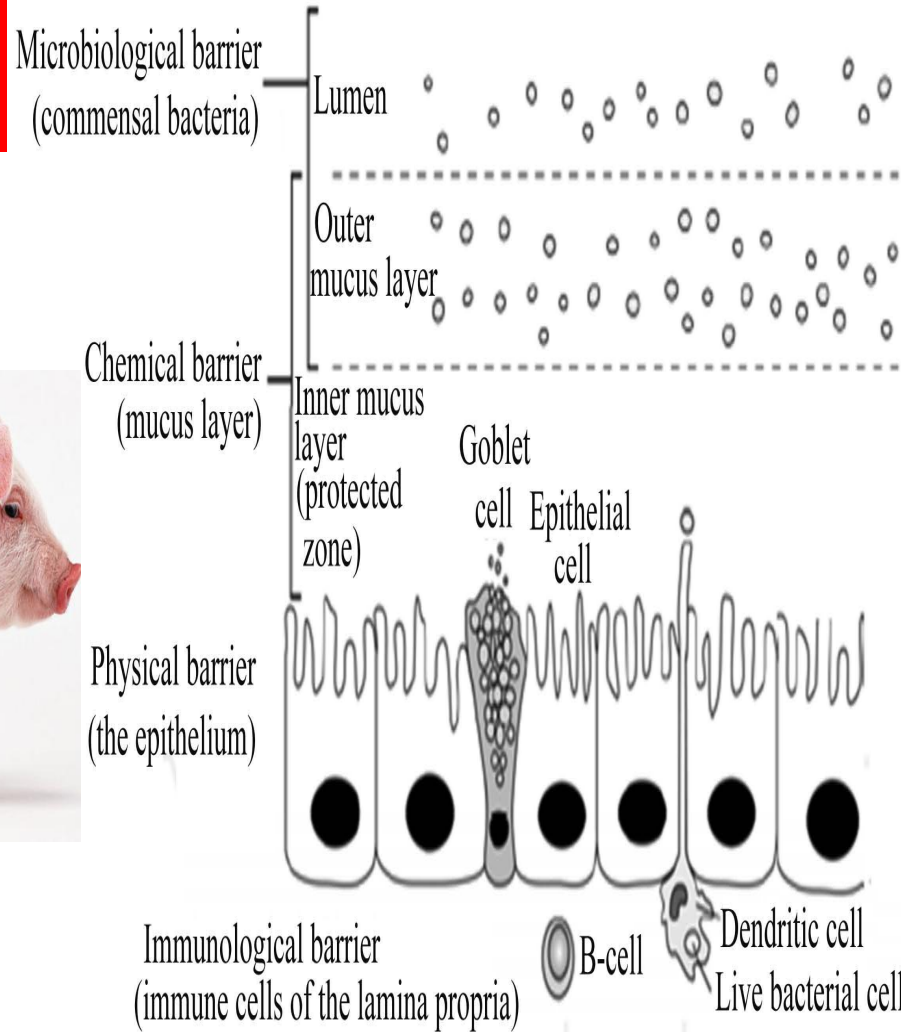 Microbiological barrier
(commensal bacteria)
Lumen
Outer
mucus layer
Chemical barrier
(mucus layer)
Inner mucus
layer
(protected
zone)
Goblet
cell
Epithelial
cell
Physical barrier
(the epithelium)
Immunological barrier
(immune cells of the lamina propria)
B-cell
Dendritic cell
Live bacterial cell